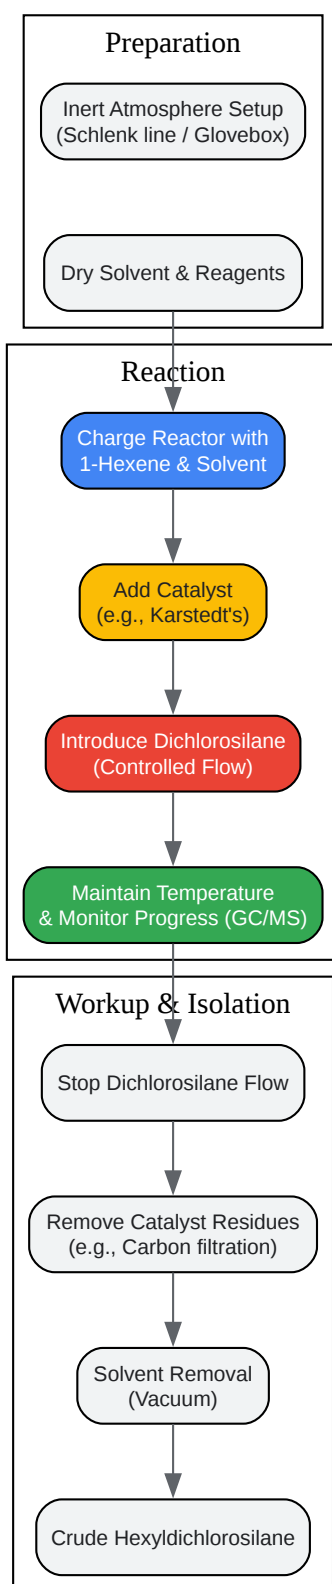 Preparation
Inert Atmosphere Setup
(Schlenk line / Glovebox)
Dry Solvent & Reagents
Reaction
Charge Reactor with
1-Hexene & Solvent
Add Catalyst
(e.g., Karstedt's)
Introduce Dichlorosilane
(Controlled Flow)
Maintain Temperature
& Monitor Progress (GC/MS)
Workup & Isolation
Stop Dichlorosilane Flow
Remove Catalyst Residues
(e.g., Carbon filtration)
Solvent Removal
(Vacuum)
Crude Hexyldichlorosilane